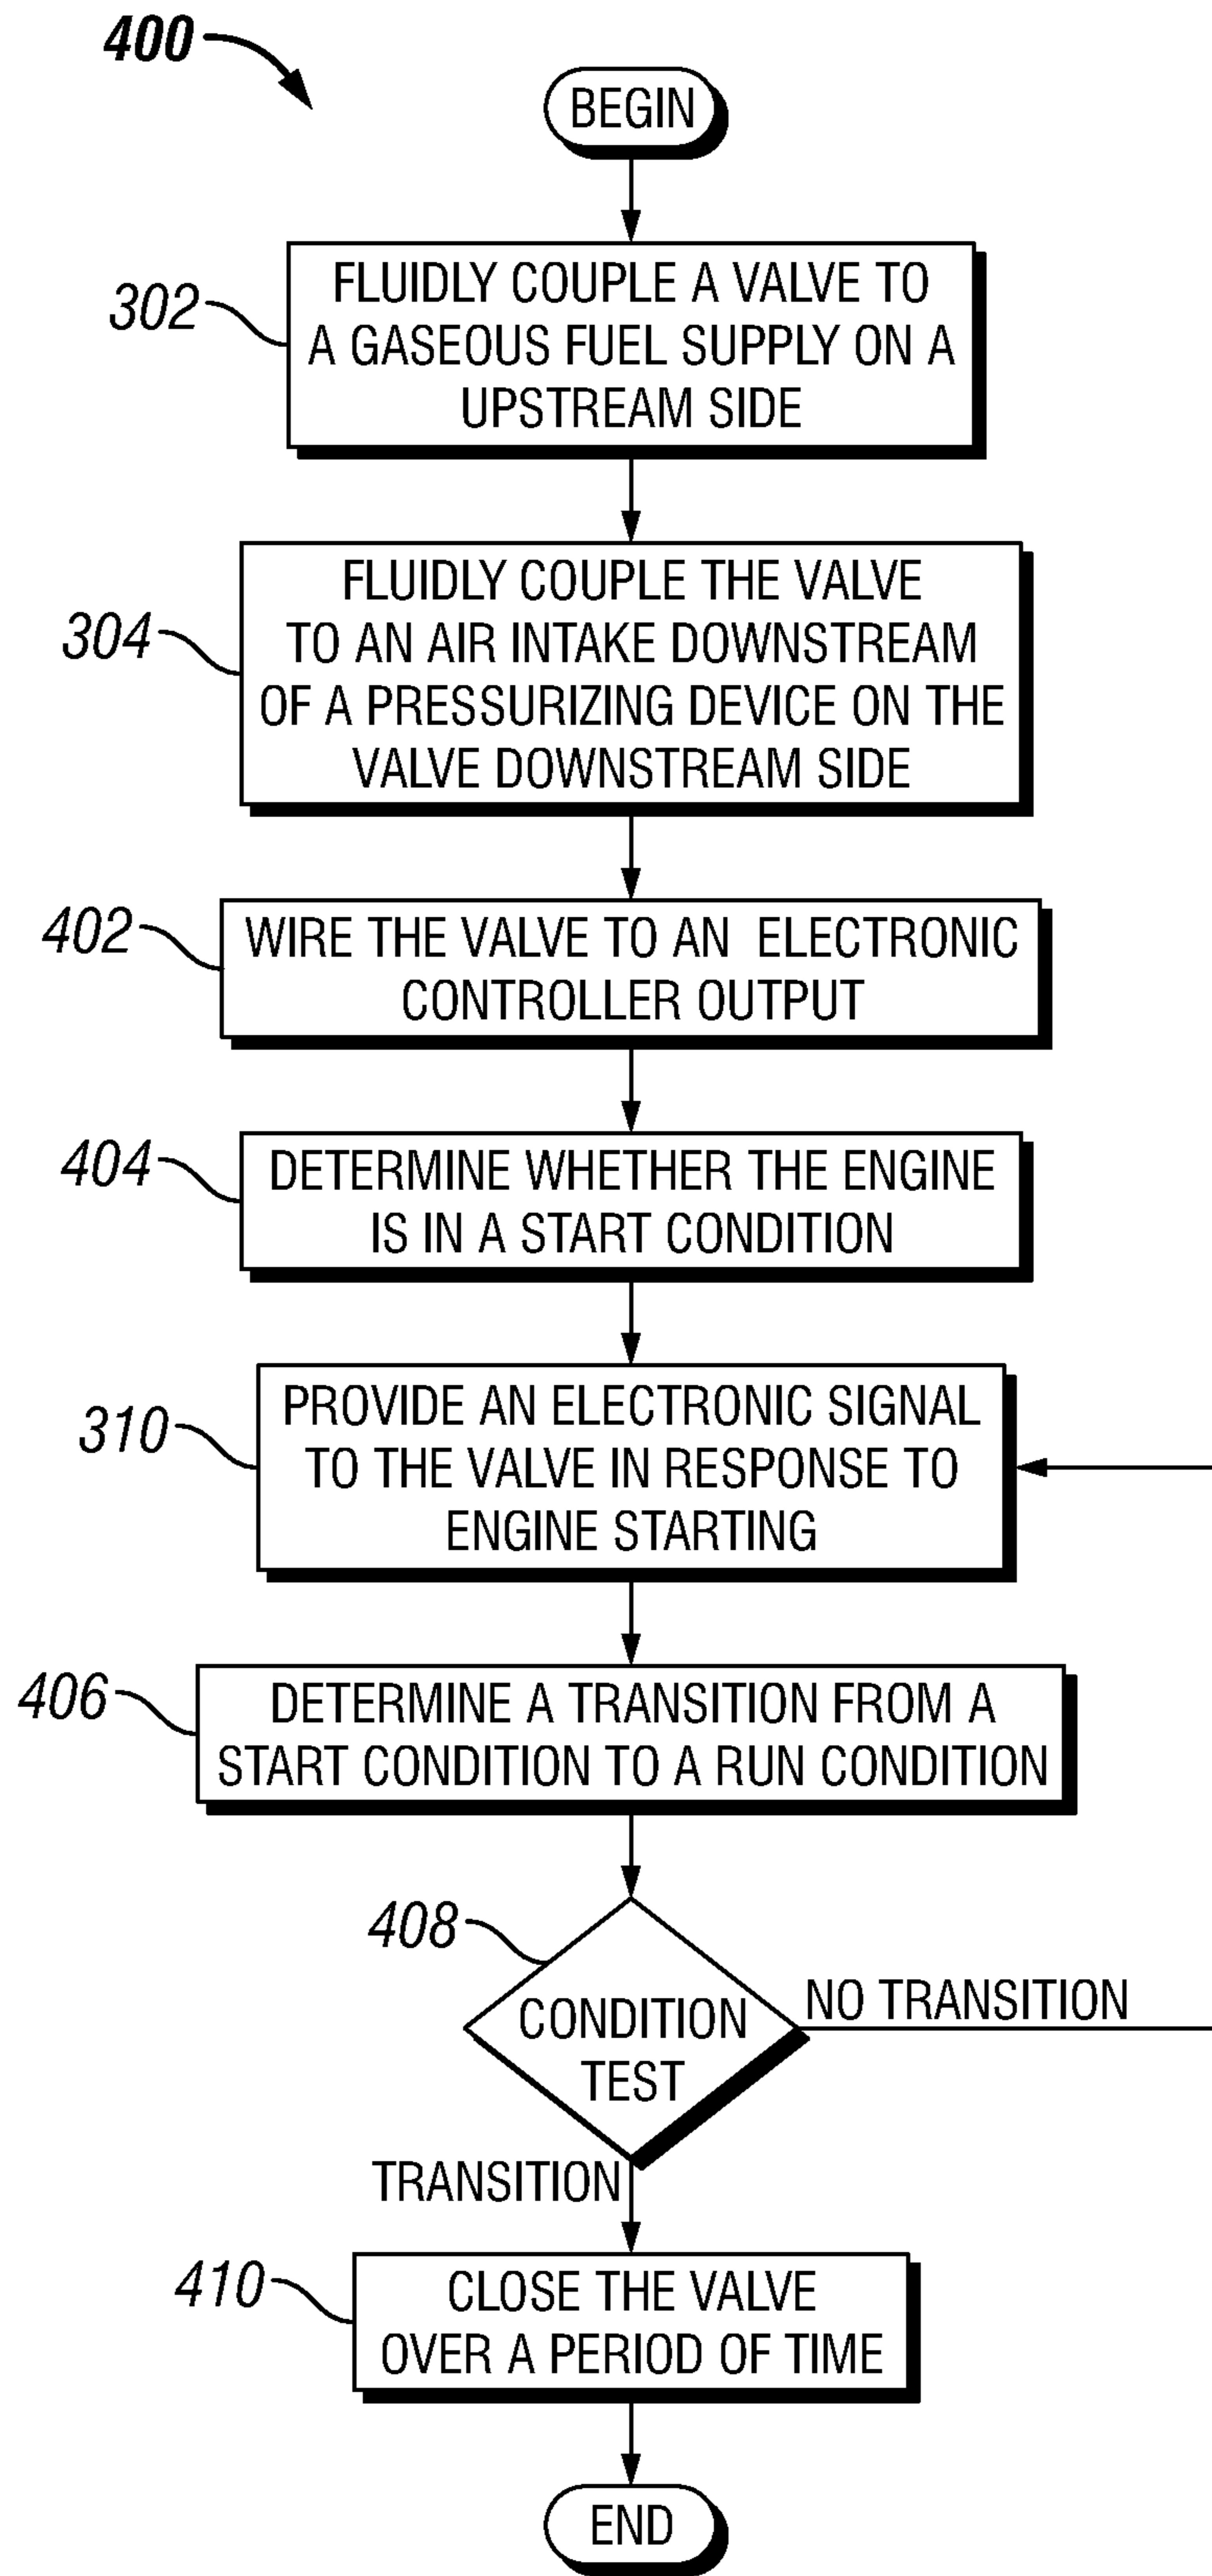 400
BEGIN
302
FLUIDLY COUPLE A VALVE TO
A GASEOUS FUEL SUPPLY ON A
UPSTREAM SIDE
304
FLUIDLY COUPLE THE VALVE
TO AN AIR INTAKE DOWNSTREAM
OF A PRESSURIZING DEVICE ON THE
VALVE DOWNSTREAM SIDE
402
WIRE THE VALVE TO AN ELECTRONIC
CONTROLLER OUTPUT
404
DETERMINE WHETHER THE ENGINE
IS IN A START CONDITION
310
PROVIDE AN ELECTRONIC SIGNAL
TO THE VALVE IN RESPONSE TO
ENGINE STARTING
406
DETERMINE A TRANSITION FROM A
START CONDITION TO A RUN CONDITION
408
CONDITION
TEST
NO TRANSITION
TRANSITION
410
CLOSE THE VALVE
OVER A PERIOD OF TIME
END